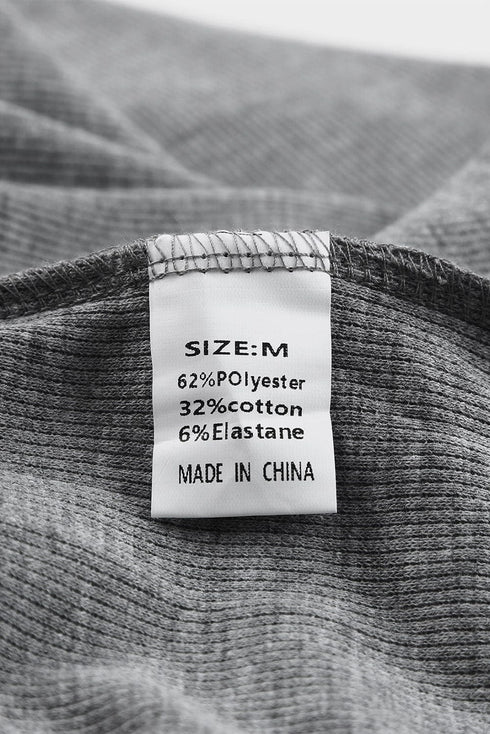 SIZE:M
62%POlyester
32%cotton
6%Elastane
MADE IN CHINA